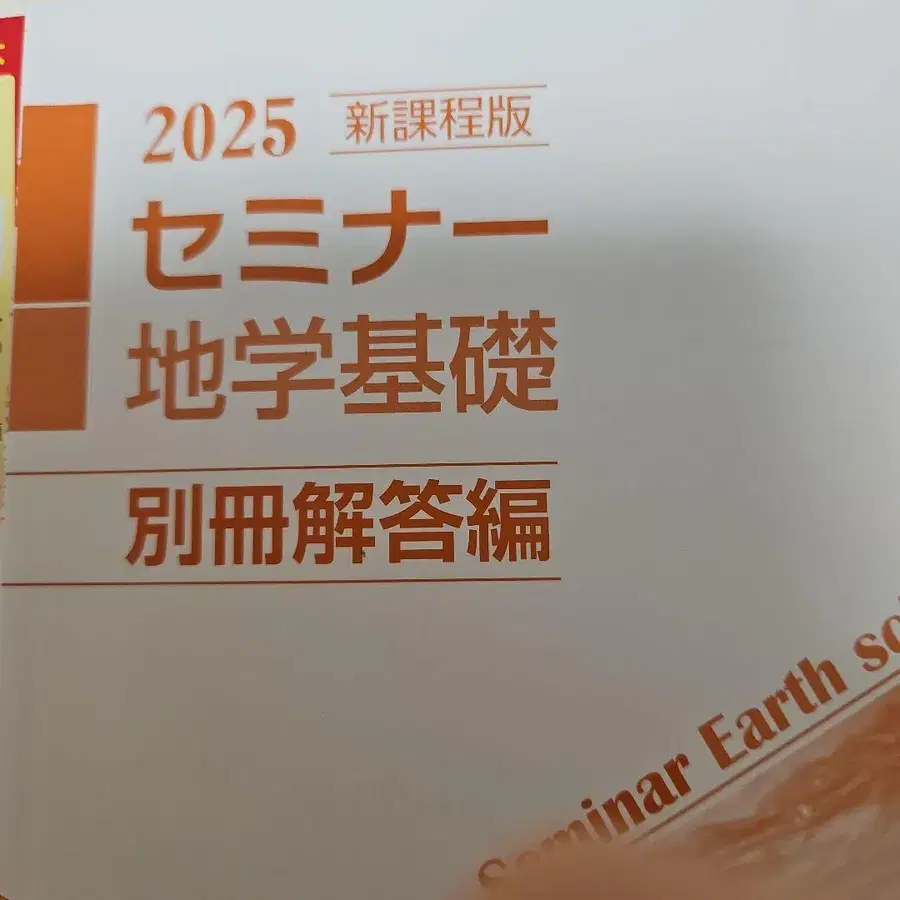 2025 新課程版
セミナー
地学基礎
別冊解答編
Seminar Earth